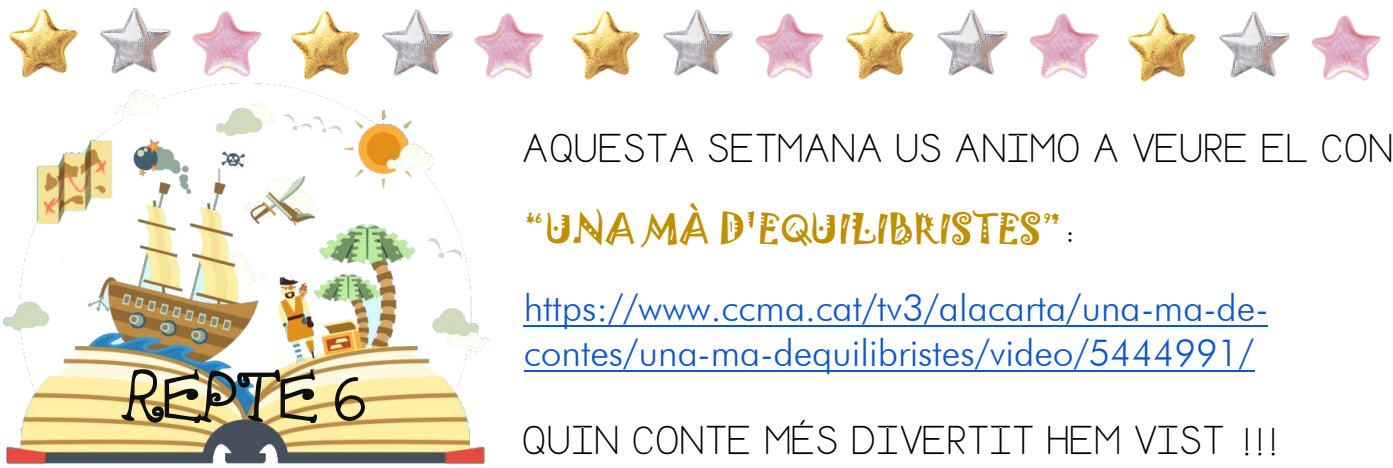 AQUESTA SETMANA US ANIMO A VEURE EL CON
“UNA MÀ D'EQUILIBRISTES”:
https://www.ccma.cat/tv3/alacarta/una-ma-de-
contes/una-ma-dequilibristes/video/5444991/
REPTE 6
QUIN CONTE MÉS DIVERTIT HEM VIST !!!